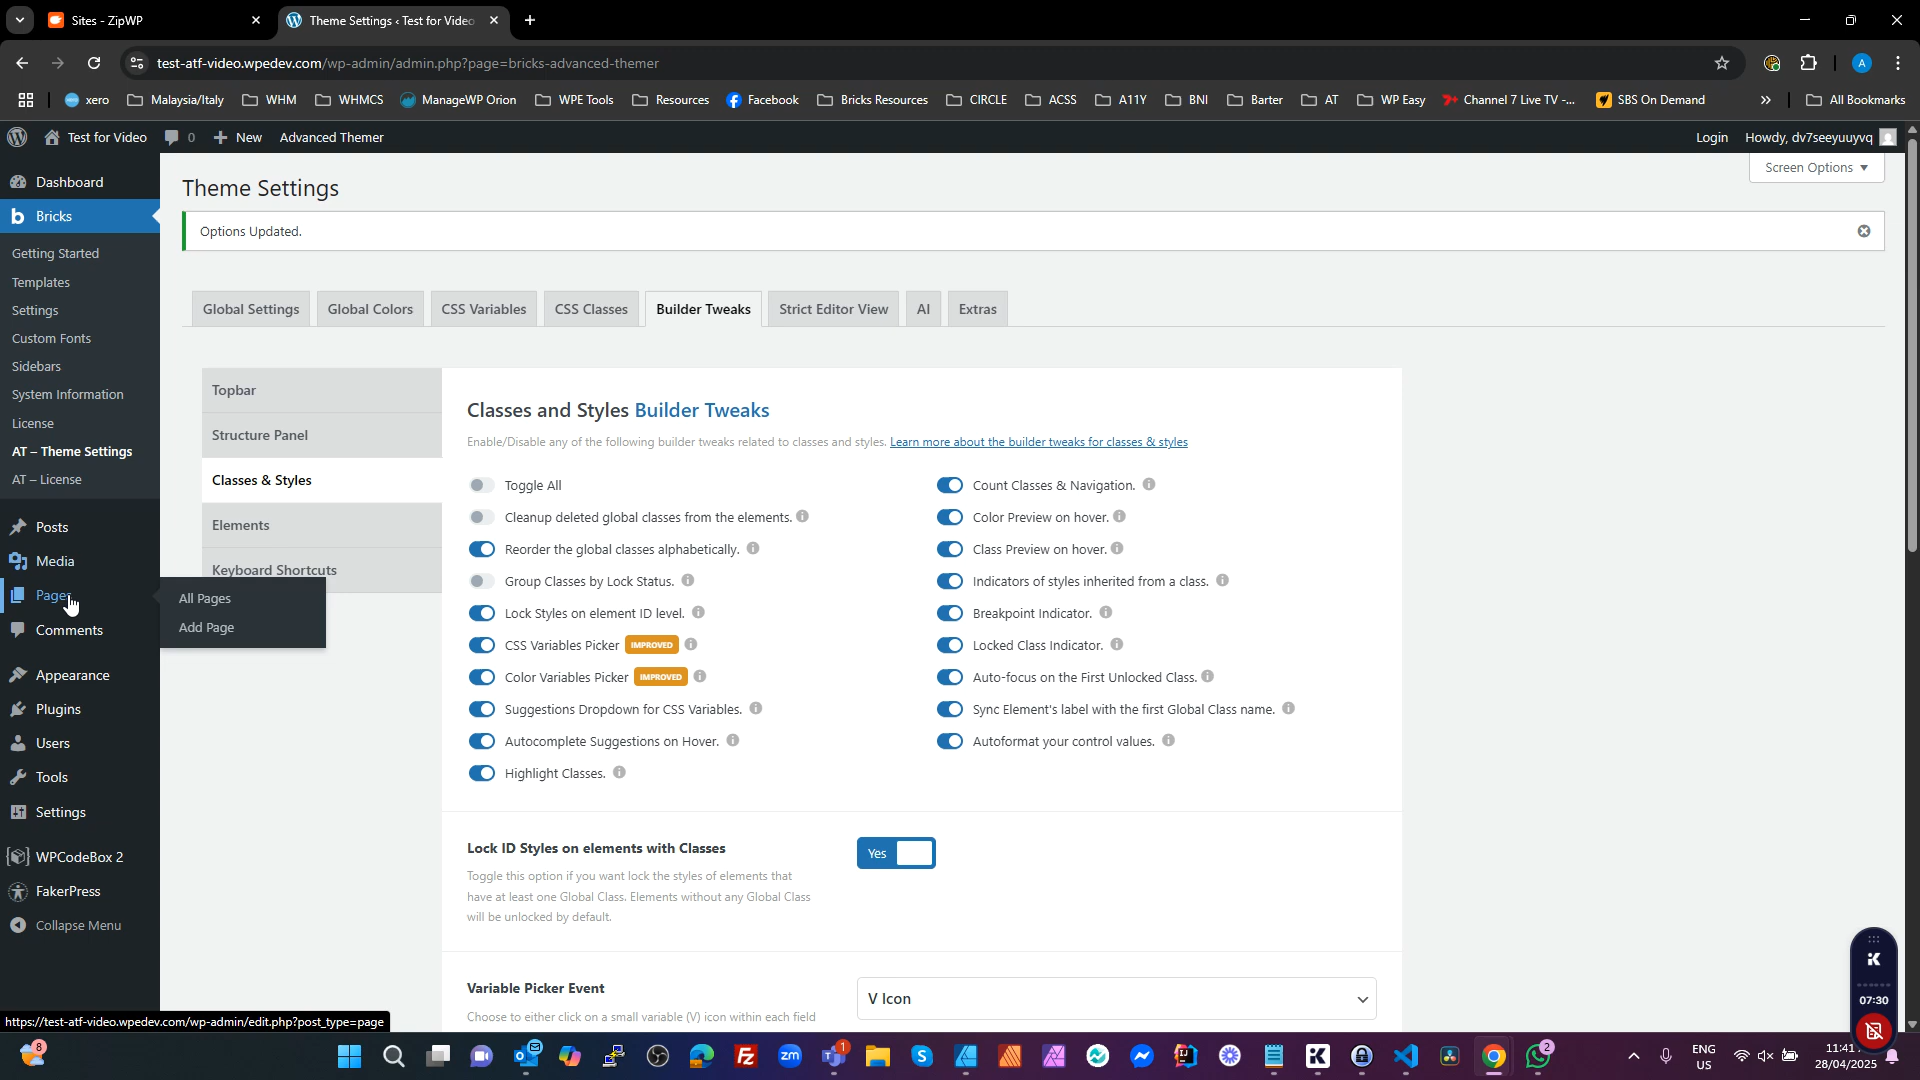 Sites - ZipWP
Theme Settings ‹ Test for Video
test-atf-video.wpedev.com/wp-admin/admin.php?page=bricks-advanced-themer
A
xero
Malaysia/Italy
WHM
WHMCS
ManageWP Orion
WPE Tools
Resources
Facebook
Bricks Resources
CIRCLE
ACSS
A11Y
BNI
Barter
AT
WP Easy
Channel 7 Live TV -...
SBS On Demand
»
All Bookmarks
Test for Video
0
New
Advanced Themer
Login
Howdy, dv7seeyuuyvq
Screen Options
Dashboard
Bricks
Getting Started
Templates
Settings
Custom Fonts
Sidebars
System Information
License
AT – Theme Settings
AT – License
Posts
Media
Pages
All Pages
Add Page
Comments
Appearance
Plugins
Users
Tools
Settings
WPCodeBox 2
FakerPress
Collapse Menu
https://test-atf-video.wpedev.com/wp-admin/edit.php?post_type=page
Theme Settings
Options Updated.
Global Settings
Global Colors
CSS Variables
CSS Classes
Builder Tweaks
Strict Editor View
AI
Extras
Topbar
Structure Panel
Classes & Styles
Elements
Keyboard Shortcuts
Classes and Styles Builder Tweaks
Enable/Disable any of the following builder tweaks related to classes and styles. Learn more about the builder tweaks for classes & styles
Toggle All
Cleanup deleted global classes from the elements.
Reorder the global classes alphabetically.
Group Classes by Lock Status.
Lock Styles on element ID level.
CSS Variables Picker IMPROVED
Color Variables Picker IMPROVED
Suggestions Dropdown for CSS Variables.
Autocomplete Suggestions on Hover.
Highlight Classes.
Count Classes & Navigation.
Color Preview on hover.
Class Preview on hover.
Indicators of styles inherited from a class.
Breakpoint Indicator.
Locked Class Indicator.
Auto-focus on the First Unlocked Class.
Sync Element's label with the first Global Class name.
Autoformat your control values.
Lock ID Styles on elements with Classes
Toggle this option if you want lock the styles of elements that
have at least one Global Class. Elements without any Global Class
will be unlocked by default.
Yes
Variable Picker Event
Choose to either click on a small variable (V) icon within each field
V Icon
07:30
8
zm
1
2
ENG
US
11:41
28/04/2025